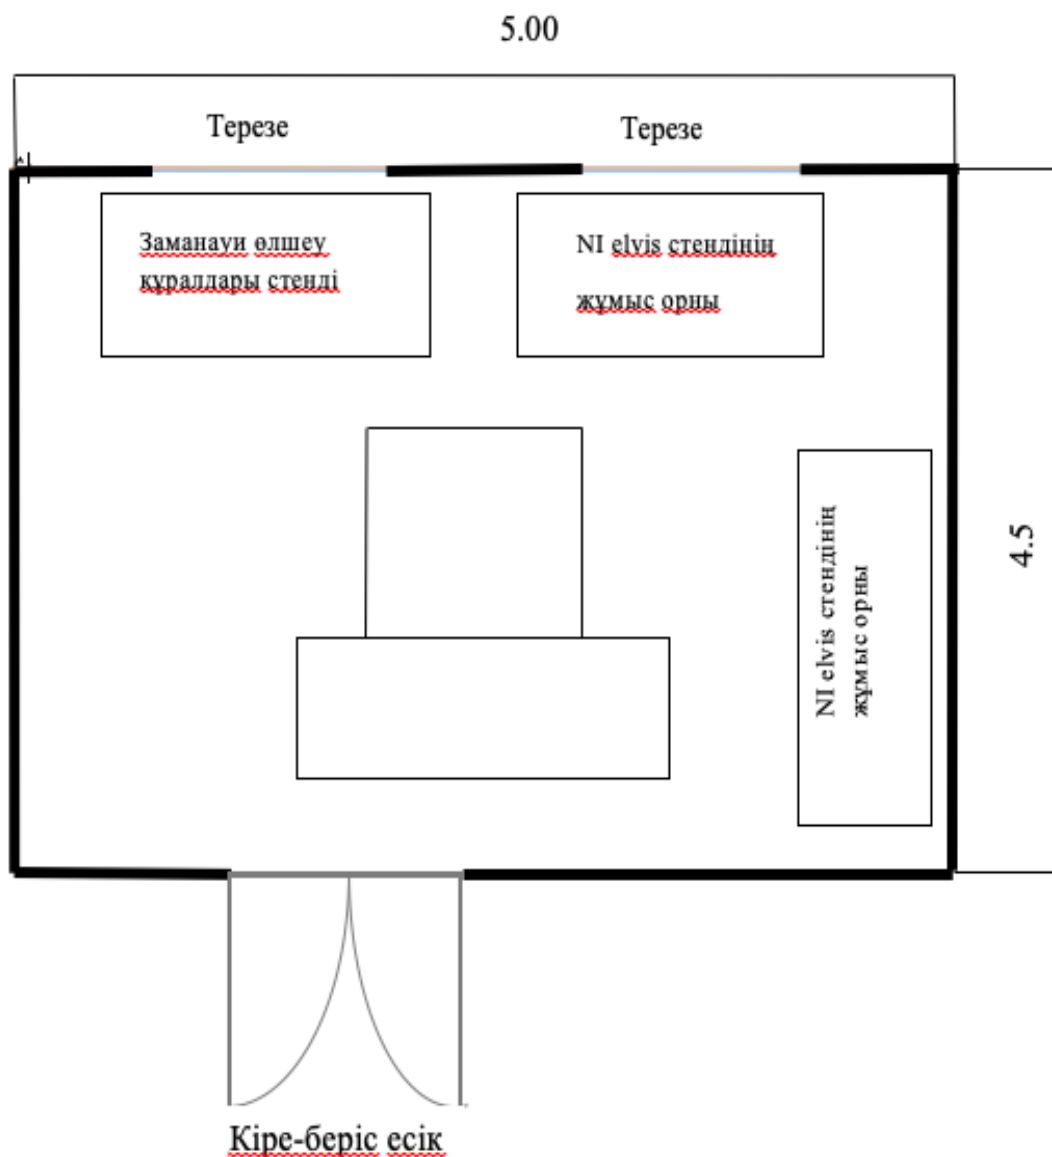 5.00
Терезе
Терезе
Заманауи өлшеу
құралдары стенді
NI elvis стендінің
жұмыс орны
NI elvis стендінің
жұмыс орны
4.5
Кіре-беріс есік